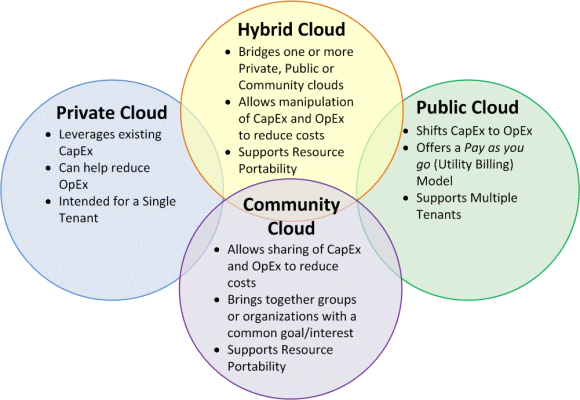 Hybrid Cloud
• Bridges one or more
Private, Public or
Community clouds
• Allows manipulation
of CapEx and OpEx
to reduce costs
• Supports Resource
Portability
Private Cloud
• Leverages existing
CapEx
• Can help reduce
OpEx
• Intended for a Single
Tenant
Public Cloud
• Shifts CapEx to OpEx
• Offers a Pay as you
go (Utility Billing)
Model
• Supports Multiple
Tenants
Community
Cloud
• Allows sharing of CapEx
and OpEx to reduce
costs
• Brings together groups
or organizations with a
common goal/interest
• Supports Resource
Portability